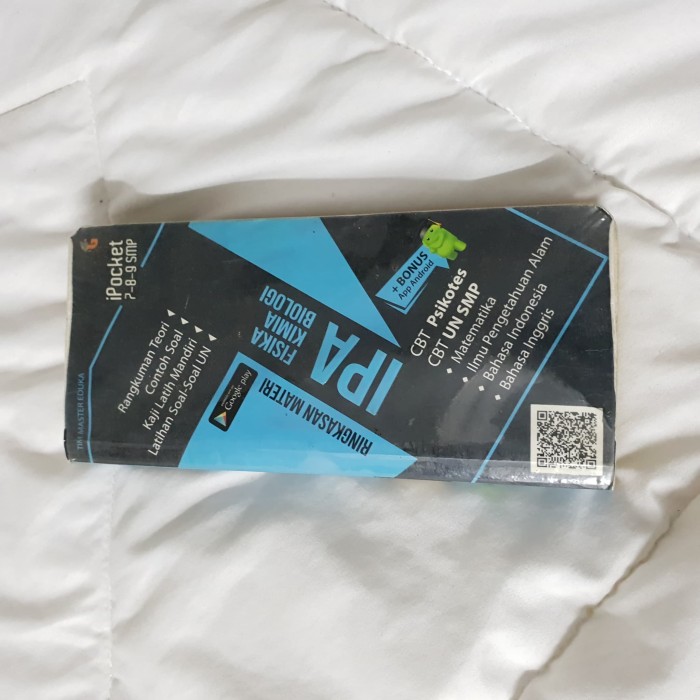 TIM MASTER EDUKA
iPocket
7-8-9 SMP
Rangkuman Teori
Contoh Soal
Kaji Latih Mandiri
Latihan Soal-Soal UN
RINGKASAN MATERI
IPA
FISIKA
KIMIA
BIOLOGI
Google play
+ BONUS
App Android
CBT Psikotes
CBT UN SMP
• Matematika
• Ilmu Pengetahuan Alam
• Bahasa Indonesia
• Bahasa Inggris